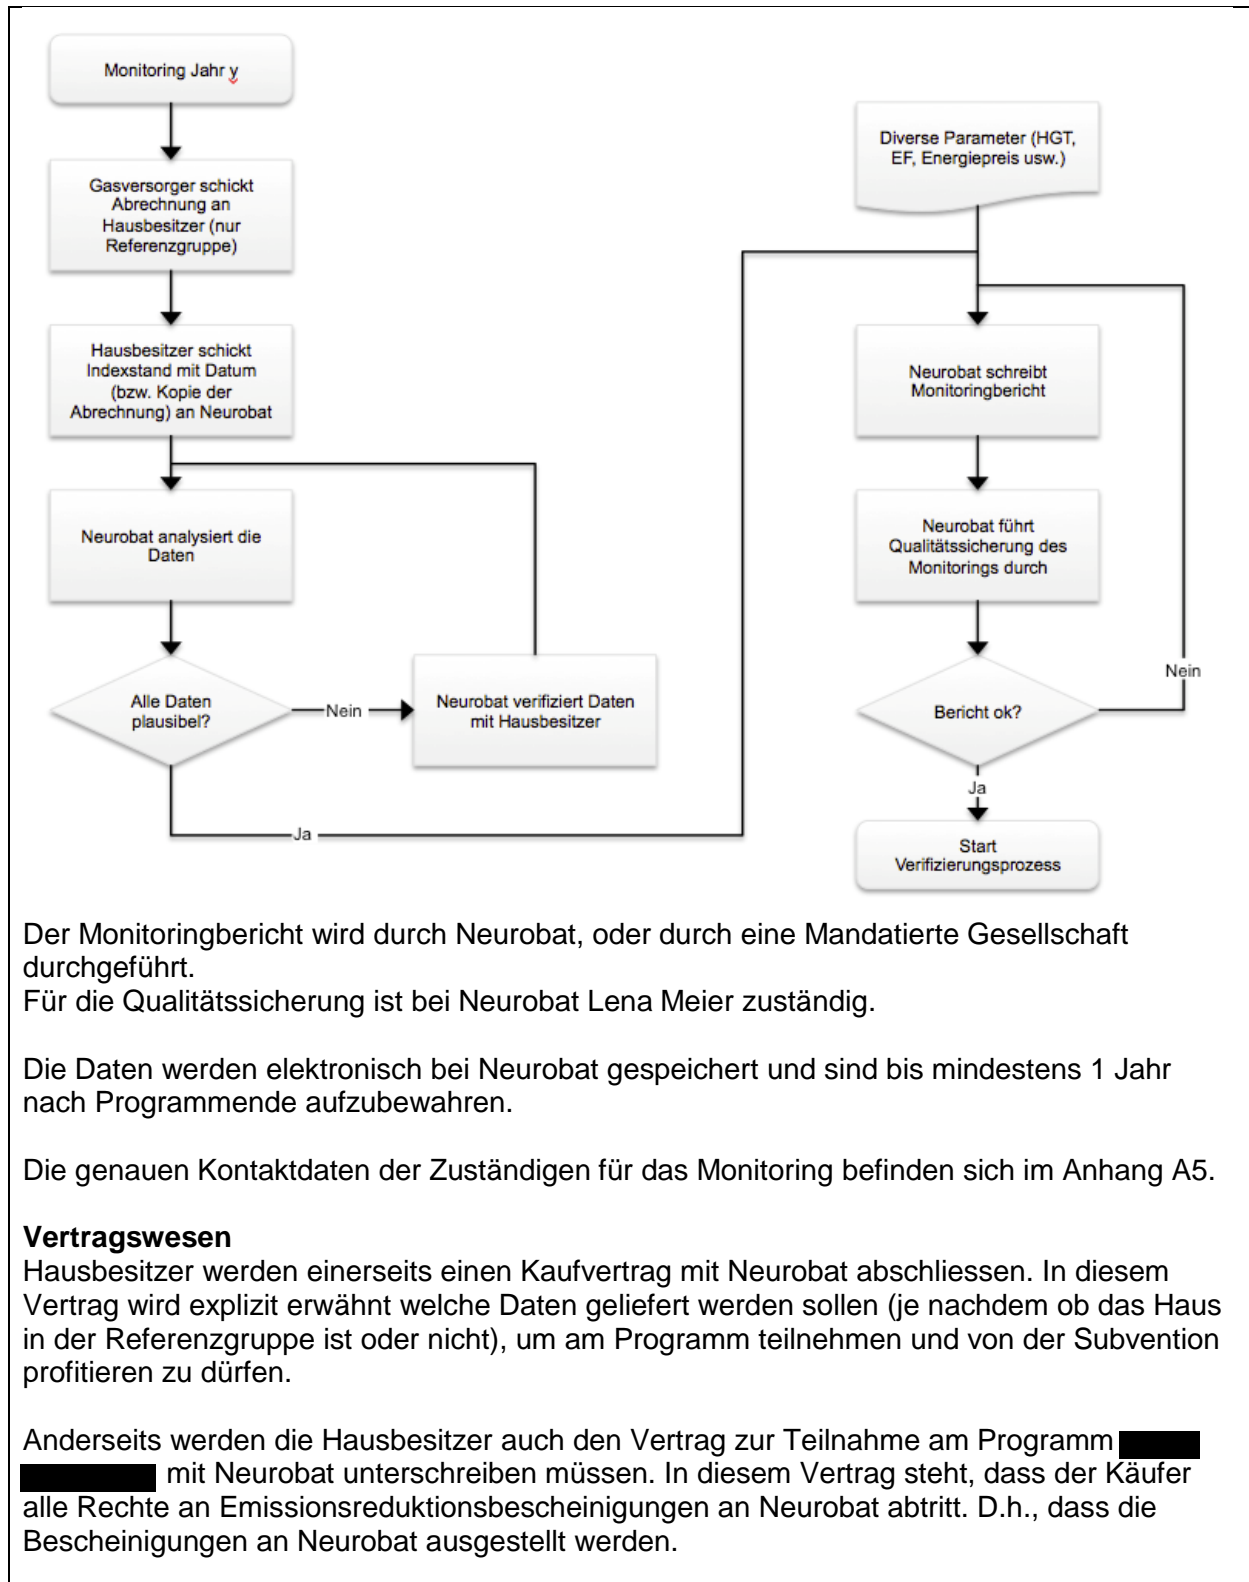 Monitoring Jahr y
Gasversorger schickt
Abrechnung an
Hausbesitzer (nur
Referenzgruppe)
Hausbesitzer schickt
Indexstand mit Datum
(bzw. Kopie der
Abrechnung) an Neurobat
Neurobat analysiert die
Daten
Alle Daten
plausibel?
Nein
Neurobat verifiziert Daten
mit Hausbesitzer
Ja
Diverse Parameter (HGT,
EF, Energiepreis usw.)
Neurobat schreibt
Monitoringbericht
Neurobat führt
Qualitätssicherung des
Monitorings durch
Bericht ok?
Nein
Ja
Start
Verifizierungsprozess
Der Monitoringbericht wird durch Neurobat, oder durch eine Mandatierte Gesellschaft
durchgeführt.
Für die Qualitätssicherung ist bei Neurobat Lena Meier zuständig.
Die Daten werden elektronisch bei Neurobat gespeichert und sind bis mindestens 1 Jahr
nach Programmende aufzubewahren.
Die genauen Kontaktdaten der Zuständigen für das Monitoring befinden sich im Anhang A5.
Vertragswesen
Hausbesitzer werden einerseits einen Kaufvertrag mit Neurobat abschliessen. In diesem
Vertrag wird explizit erwähnt welche Daten geliefert werden sollen (je nachdem ob das Haus
in der Referenzgruppe ist oder nicht), um am Programm teilnehmen und von der Subvention
profitieren zu dürfen.
Anderseits werden die Hausbesitzer auch den Vertrag zur Teilnahme am Programm
mit Neurobat unterschreiben müssen. In diesem Vertrag steht, dass der Käufer
alle Rechte an Emissionsreduktionsbescheinigungen an Neurobat abtritt. D.h., dass die
Bescheinigungen an Neurobat ausgestellt werden.